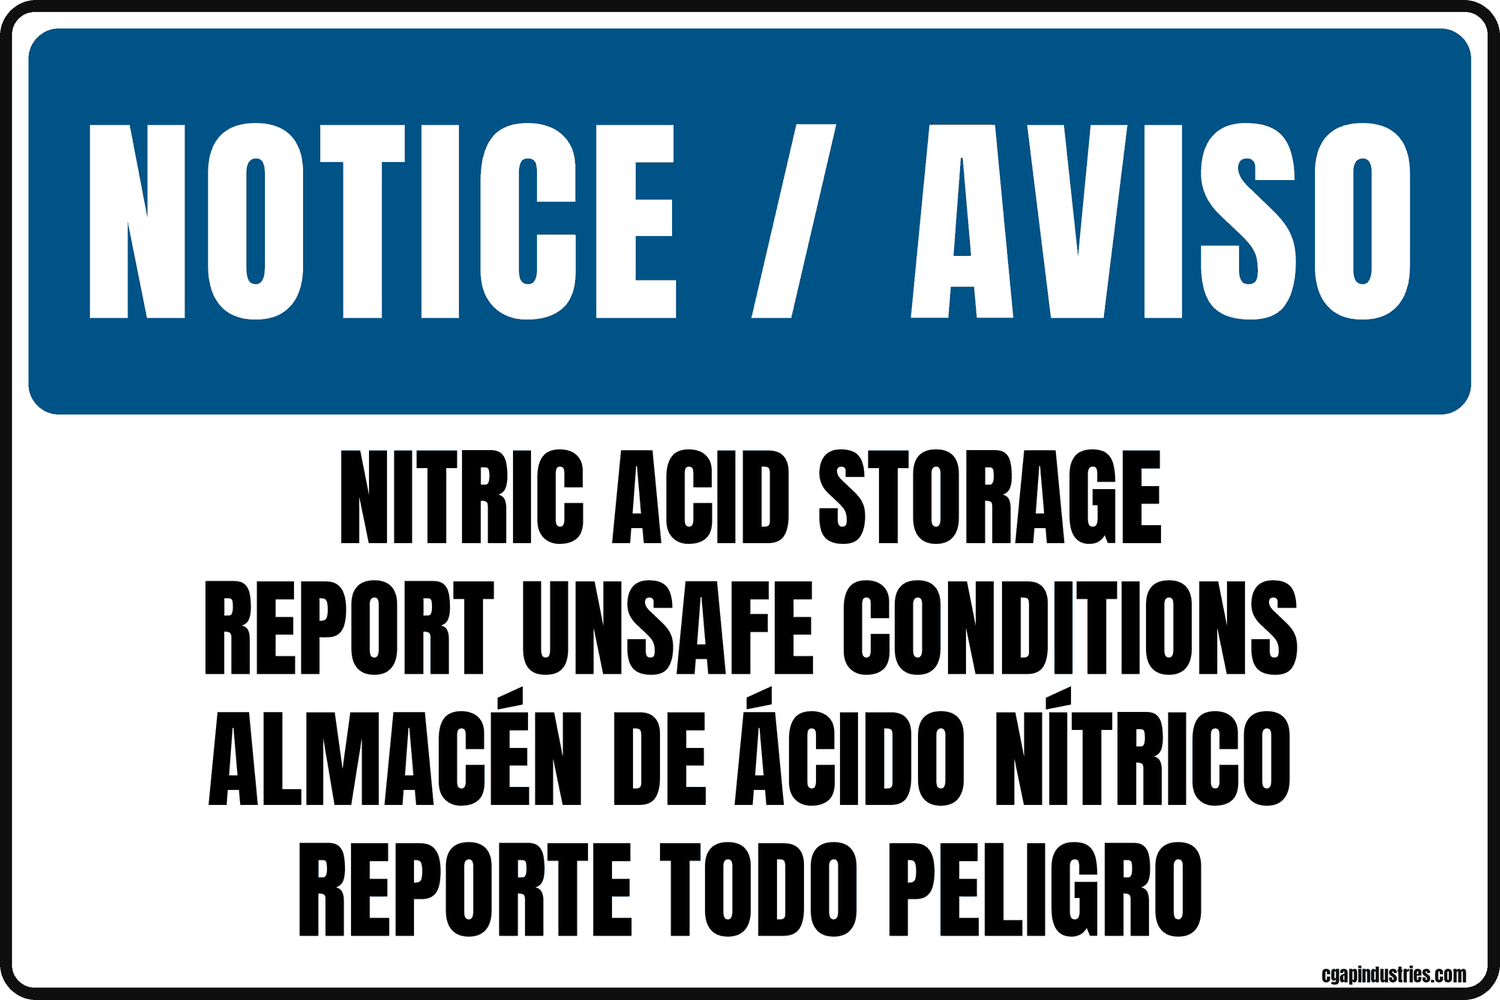 NOTICE / AVISO
NITRIC ACID STORAGE
REPORT UNSAFE CONDITIONS
ALMACÉN DE ÁCIDO NÍTRICO
REPORTE TODO PELIGRO
cgapindustries.com